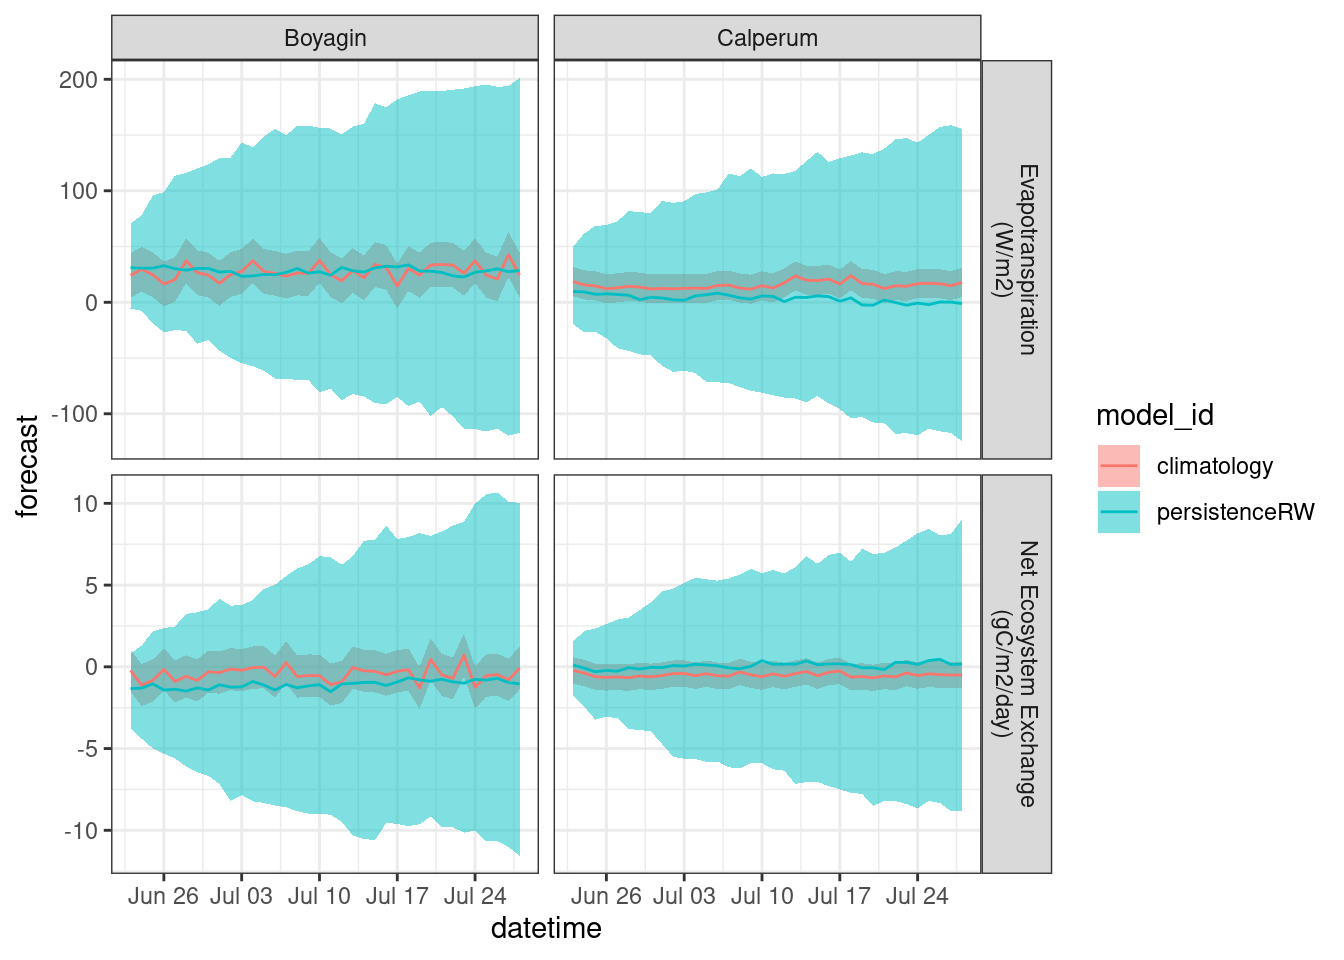 Boyagin
Calperum
200
100
0
-100
Evapotranspiration
(W/m2)
10
5
0
-5
-10
Net Ecosystem Exchange
(gC/m2/day)
Jun 26
Jul 03
Jul 10
Jul 17
Jul 24
Jun 26
Jul 03
Jul 10
Jul 17
Jul 24
datetime
forecast
model_id
climatology
persistenceRW